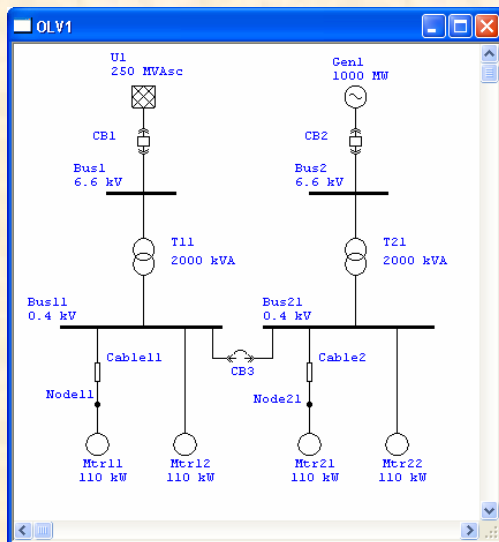 OLV1
U1
250 MVAsc
Gen1
1000 MW
CB1
CB2
Bus1
6.6 kV
Bus2
6.6 kV
T11
2000 kVA
T21
2000 kVA
Bus11
0.4 kV
Bus21
0.4 kV
Cable11
CB3
Cable2
Node11
Node21
Mtr11
110 kW
Mtr12
110 kW
Mtr21
110 kW
Mtr22
110 kW